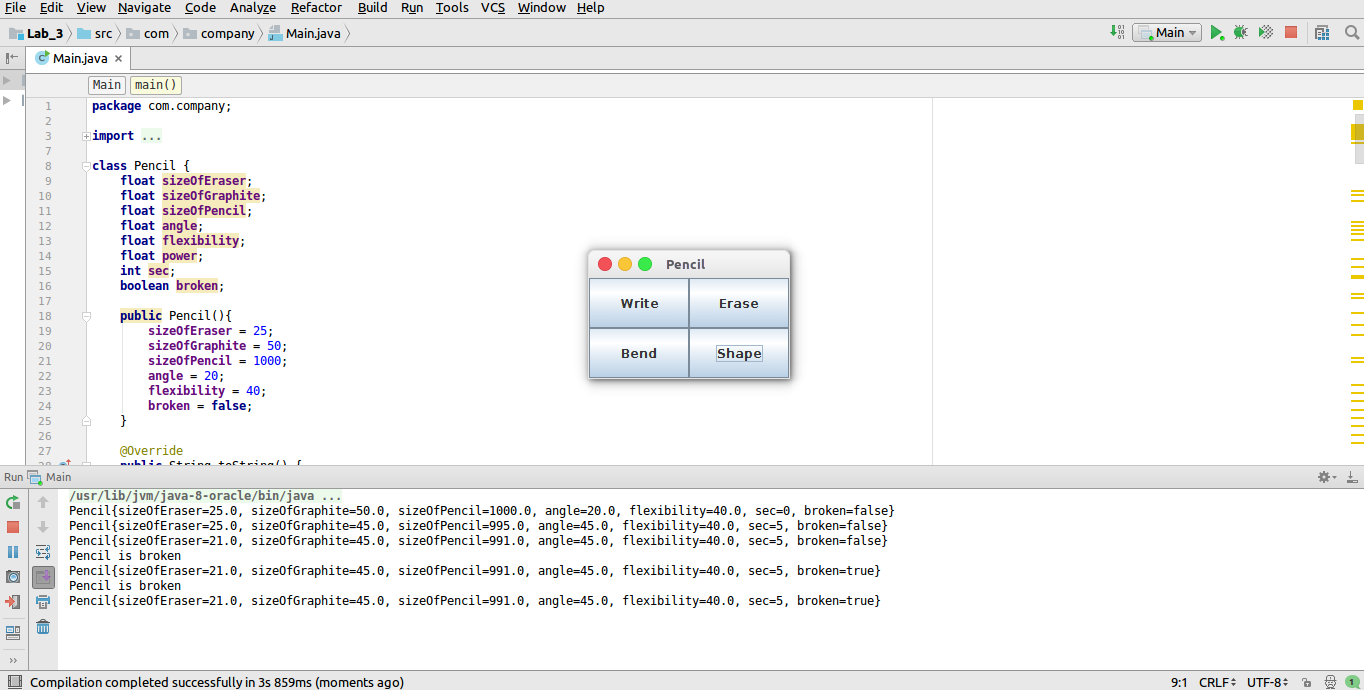 File Edit View Navigate Code Analyze Refactor Build Run Tools VCS Window Help
Lab_3 src com company Main.java Main
Main.java
Main main()
1 package com.company;
2
3 import ...
7
8 class Pencil {
9 float sizeOfEraser;
10 float sizeOfGraphite;
11 float sizeOfPencil;
12 float angle;
13 float flexibility;
14 float power;
15 int sec;
16 boolean broken;
17
18 public Pencil(){
19 sizeOfEraser = 25;
20 sizeOfGraphite = 50;
21 sizeOfPencil = 1000;
22 angle = 20;
23 flexibility = 40;
24 broken = false;
25 }
26
27 @Override
28 public String toString() {
Pencil
Write Erase
Bend Shape
Run Main
/usr/lib/jvm/java-8-oracle/bin/java ...
Pencil{sizeOfEraser=25.0, sizeOfGraphite=50.0, sizeOfPencil=1000.0, angle=20.0, flexibility=40.0, sec=0, broken=false}
Pencil{sizeOfEraser=25.0, sizeOfGraphite=45.0, sizeOfPencil=995.0, angle=45.0, flexibility=40.0, sec=5, broken=false}
Pencil{sizeOfEraser=21.0, sizeOfGraphite=45.0, sizeOfPencil=991.0, angle=45.0, flexibility=40.0, sec=5, broken=false}
Pencil is broken
Pencil{sizeOfEraser=21.0, sizeOfGraphite=45.0, sizeOfPencil=991.0, angle=45.0, flexibility=40.0, sec=5, broken=true}
Pencil is broken
Pencil{sizeOfEraser=21.0, sizeOfGraphite=45.0, sizeOfPencil=991.0, angle=45.0, flexibility=40.0, sec=5, broken=true}
Compilation completed successfully in 3s 859ms (moments ago) 9:1 CRLF UTF-8 1